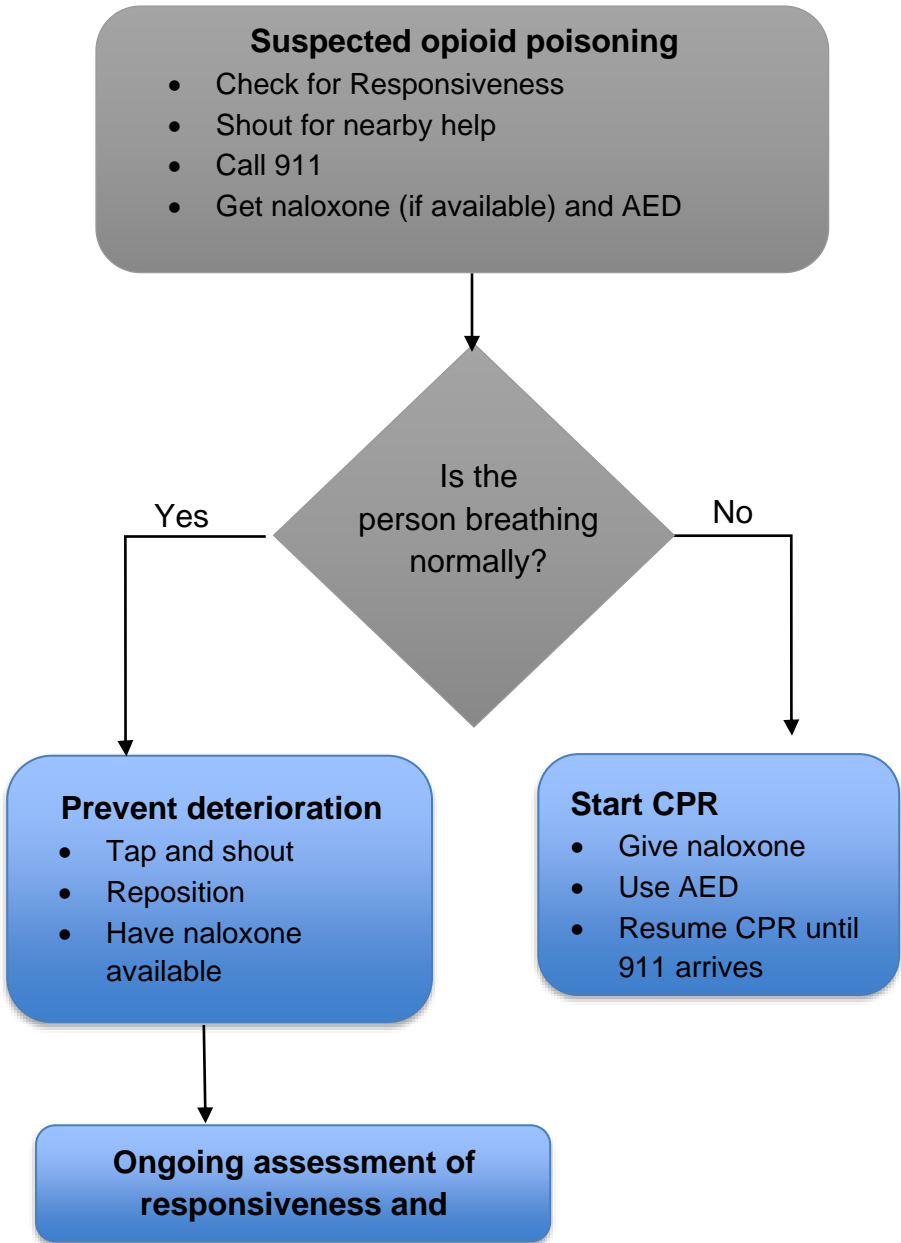 Suspected opioid poisoning
• Check for Responsiveness
• Shout for nearby help
• Call 911
• Get naloxone (if available) and AED
Is the
person breathing
normally?
Yes
No
Prevent deterioration
• Tap and shout
• Reposition
• Have naloxone
available
Start CPR
• Give naloxone
• Use AED
• Resume CPR until
911 arrives
Ongoing assessment of
responsiveness and